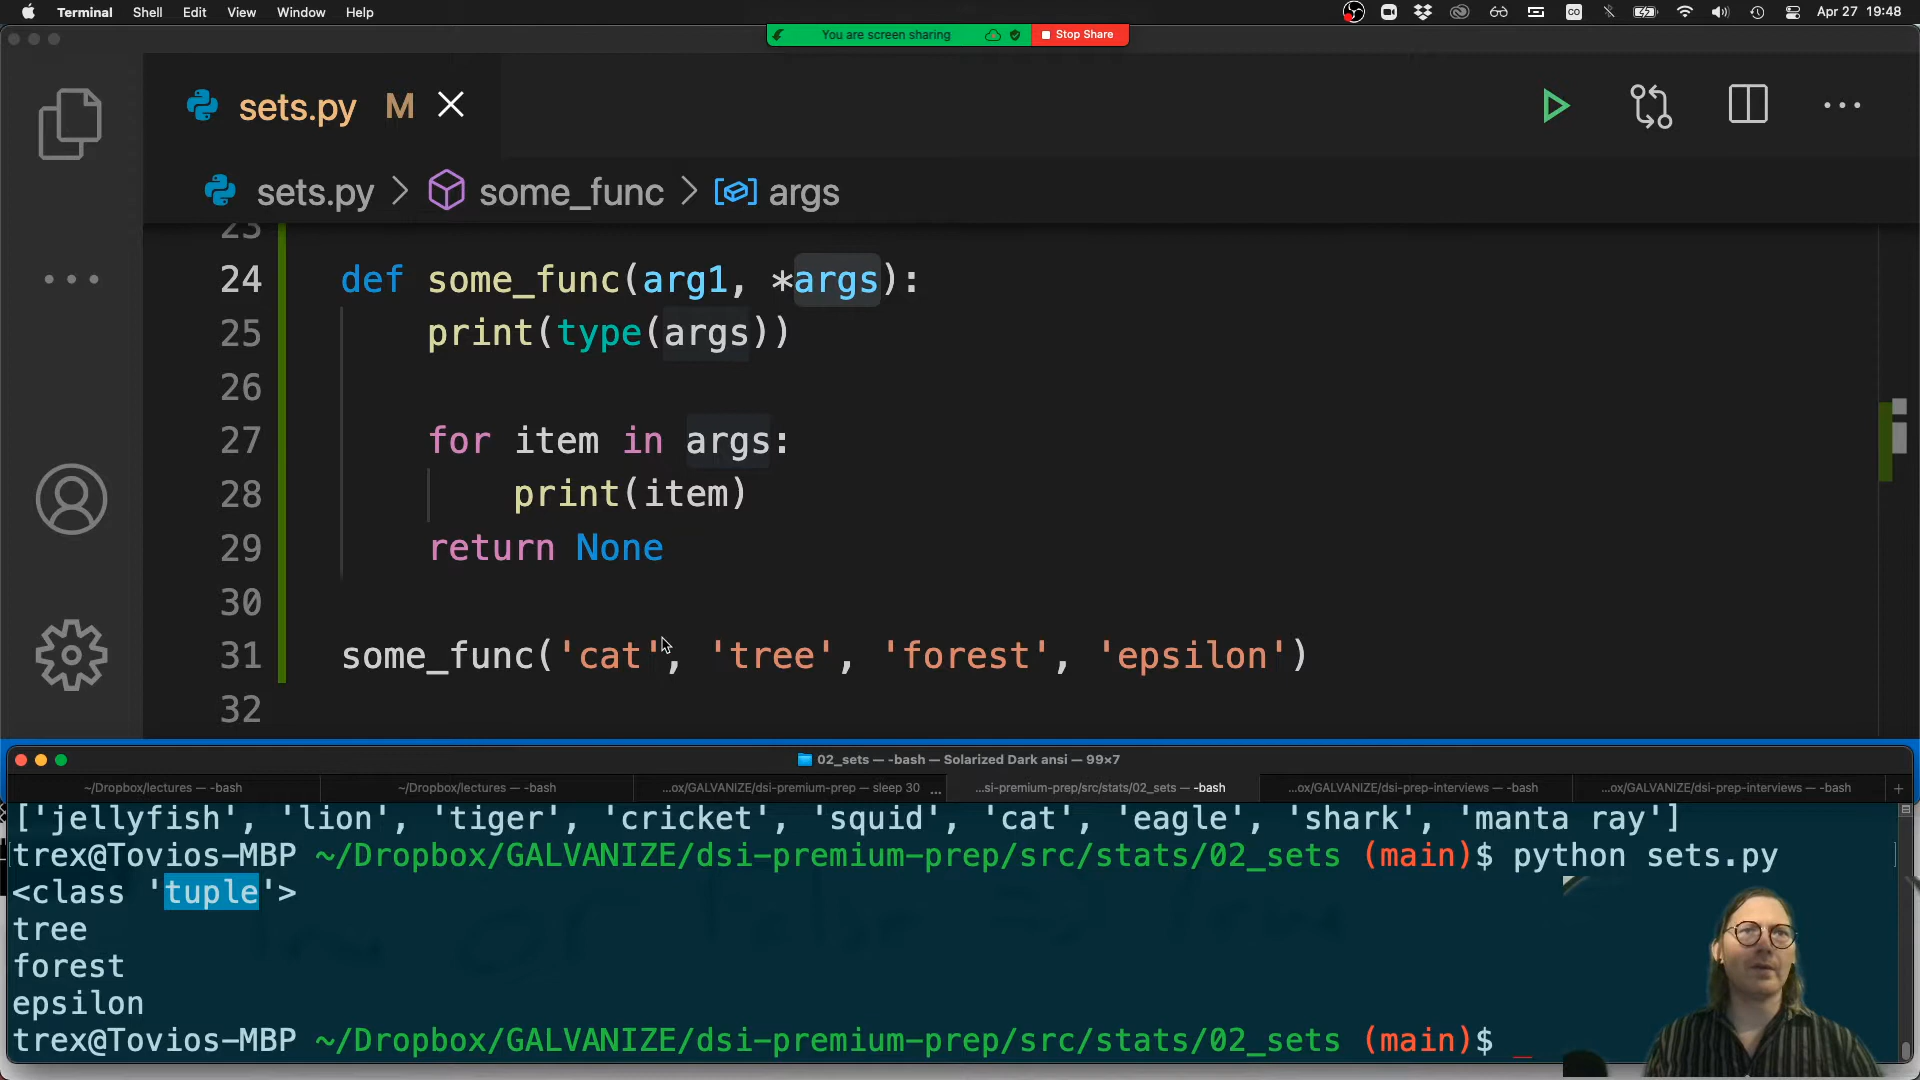 Terminal Shell Edit View Window Help CO Apr 27 19:48
You are screen sharing Stop Share
sets.py M
sets.py > some_func > args
23
24 def some_func(arg1, *args):
25 print(type(args))
26
27 for item in args:
28 print(item)
29 return None
30
31 some_func('cat', 'tree', 'forest', 'epsilon')
32
02_sets — -bash — Solarized Dark ansi — 99×7
~/Dropbox/lectures — -bash ~/Dropbox/lectures — -bash ...ox/GALVANIZE/dsi-premium-prep — sleep 30 ... ...si-premium-prep/src/stats/02_sets — -bash ...ox/GALVANIZE/dsi-prep-interviews — -bash ...ox/GALVANIZE/dsi-prep-interviews — -bash +
['jellyfish', 'lion', 'tiger', 'cricket', 'squid', 'cat', 'eagle', 'shark', 'manta ray']
trex@Tovios-MBP ~/Dropbox/GALVANIZE/dsi-premium-prep/src/stats/02_sets (main)$ python sets.py
<class 'tuple'>
tree
forest
epsilon
trex@Tovios-MBP ~/Dropbox/GALVANIZE/dsi-premium-prep/src/stats/02_sets (main)$ _